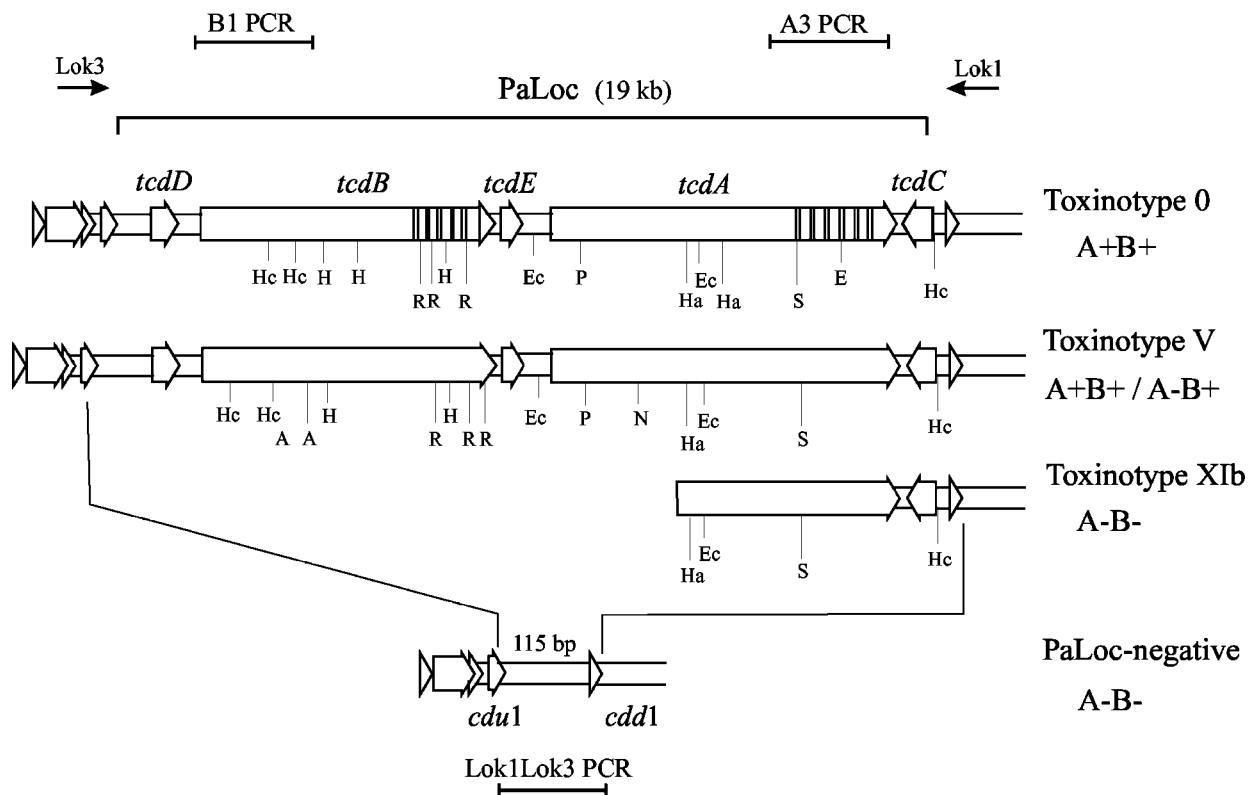 B1 PCR
A3 PCR
Lok3
Lok1
PaLoc (19 kb)
tcdD tcdB tcdE tcdA tcdC
Toxinotype 0
A+B+
Hc Hc H H R R H R Ec P Ha Ec Ha S E Hc
Toxinotype V
A+B+ / A-B+
Hc Hc A A H R H R R Ec P N Ha Ec S Hc
Toxinotype XIb
A-B-
Ha Ec S Hc
115 bp
PaLoc-negative
A-B-
cdu1 cdd1
Lok1Lok3 PCR